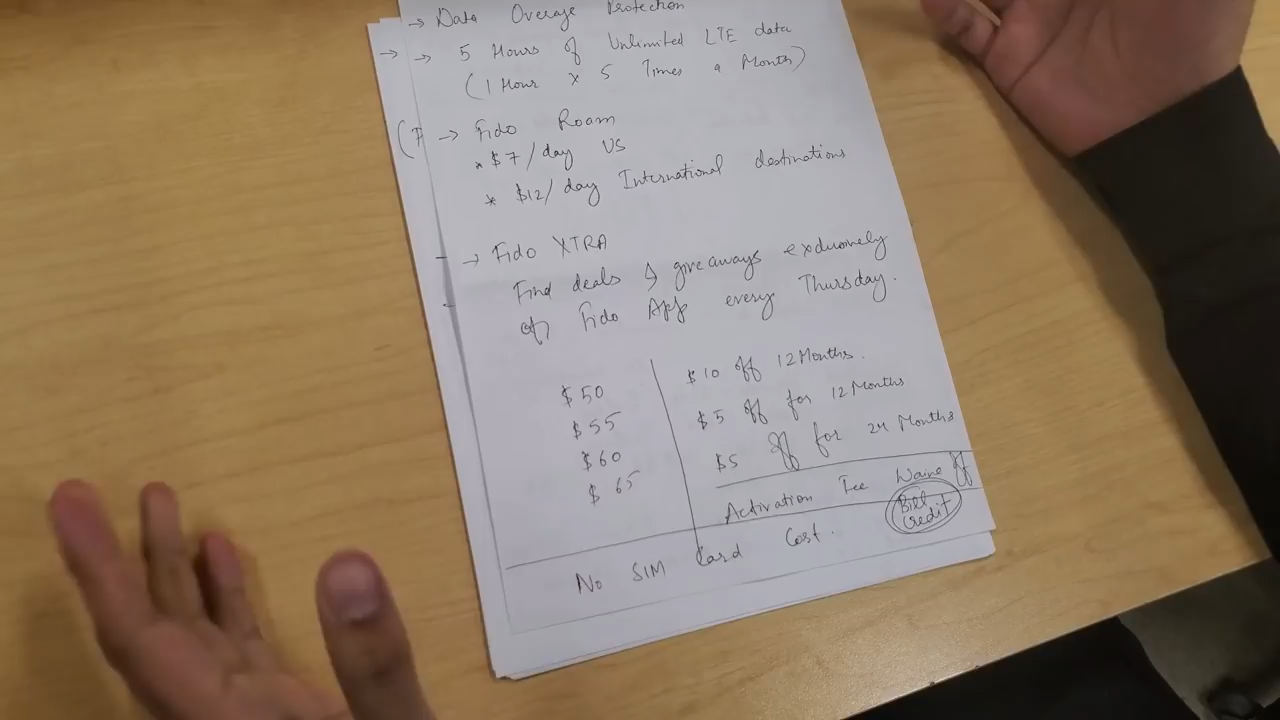 → Data Overage Protection
→ → 5 Hours of Unlimited LTE data
(1 Hour x 5 Times a Month)
(F → Fido Roam
* $7/day US
* $12/day International destinations
→ Fido XTRA
Find deals & giveaways exclusively
on Fido App every Thursday.
$50
$55
$60
$65
$10 off 12 Months.
$5 off for 12 Months
$5 off for 24 Months
Activation Fee Waive off
Bill Credit
No SIM Card Cost.